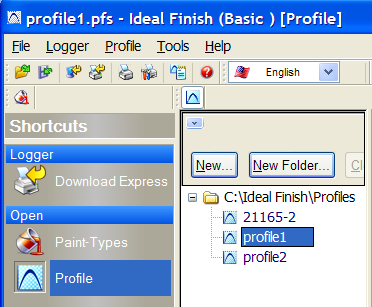 profile1.pfs - Ideal Finish (Basic ) [Profile]
File Logger Profile Tools Help
English
Shortcuts
Logger
Download Express
Open
Paint-Types
Profile
New... New Folder...
C:\Ideal Finish\Profiles
21165-2
profile1
profile2